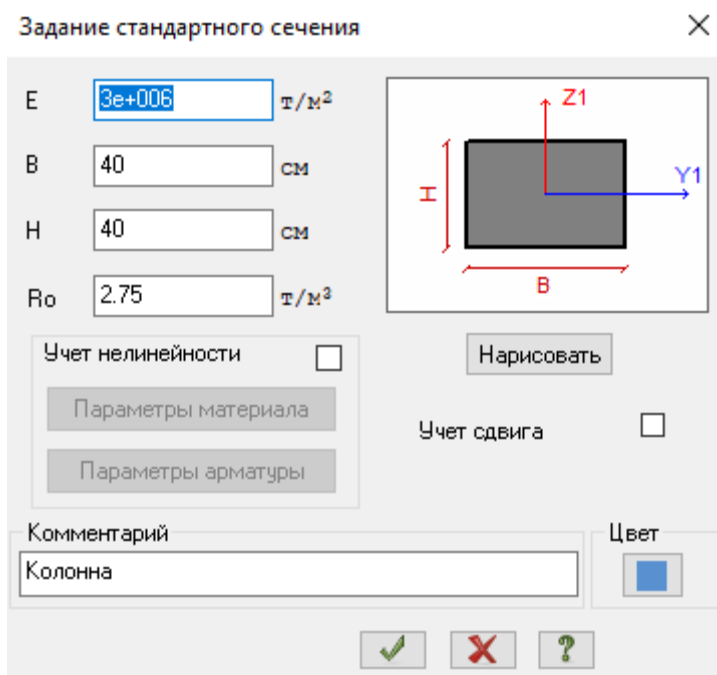 Задание стандартного сечения
E 3e+006 т/м²
B 40 см
H 40 см
Ro 2.75 т/м³
Z1
Y1
H
B
Учет нелинейности
Параметры материала
Параметры арматуры
Нарисовать
Учет сдвига
Комментарий
Колонна
Цвет
?